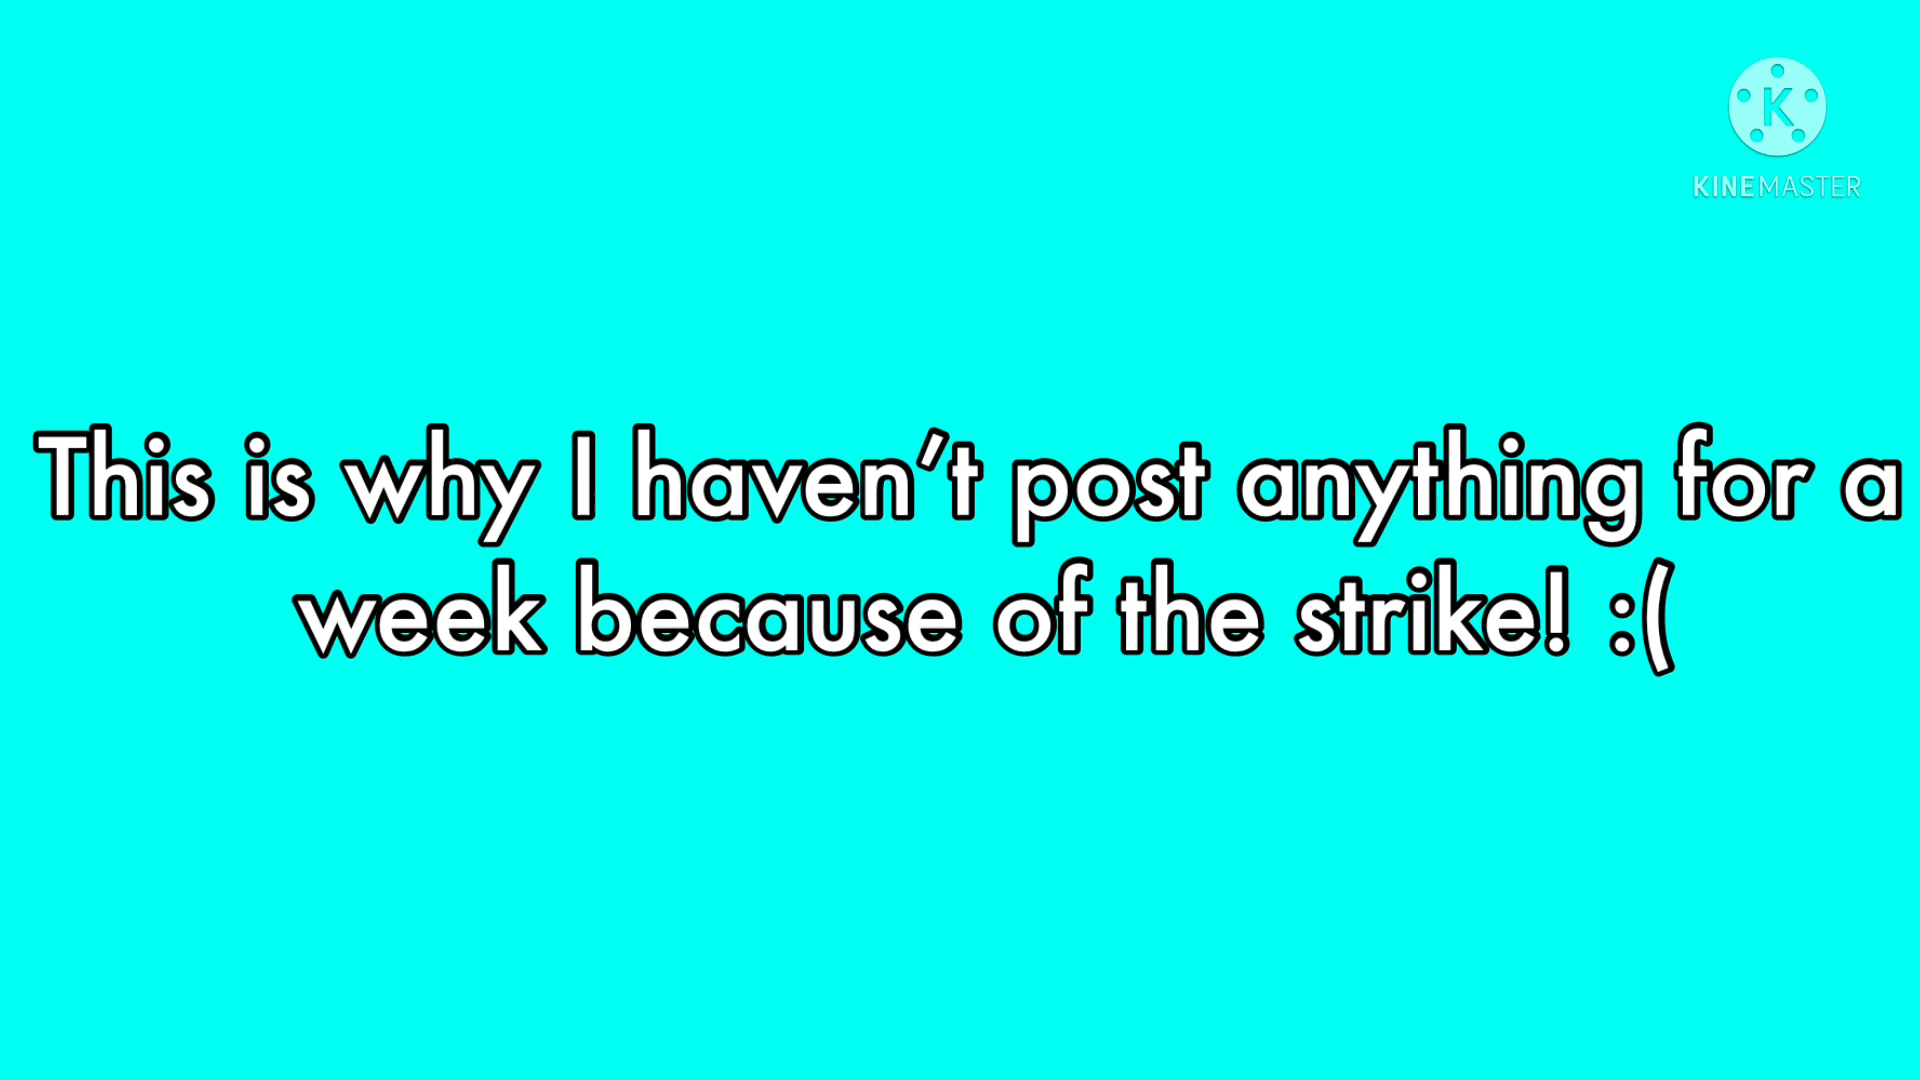 K
KINEMASTER
This is why I haven’t post anything for a
week because of the strike! :(